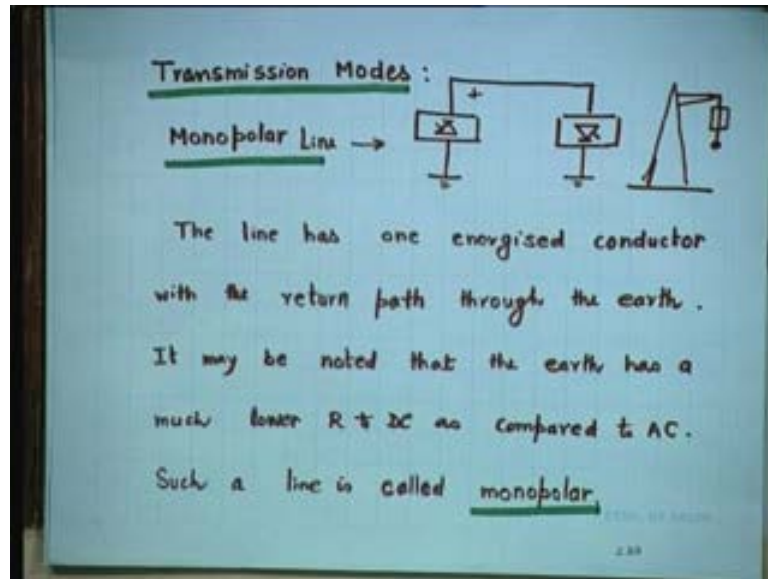 Transmission Modes :
+
Monopolar Line →
The line has one energised conductor
with the return path through the earth.
It may be noted that the earth has a
much lower R to DC as compared to AC.
Such a line is called monopolar.